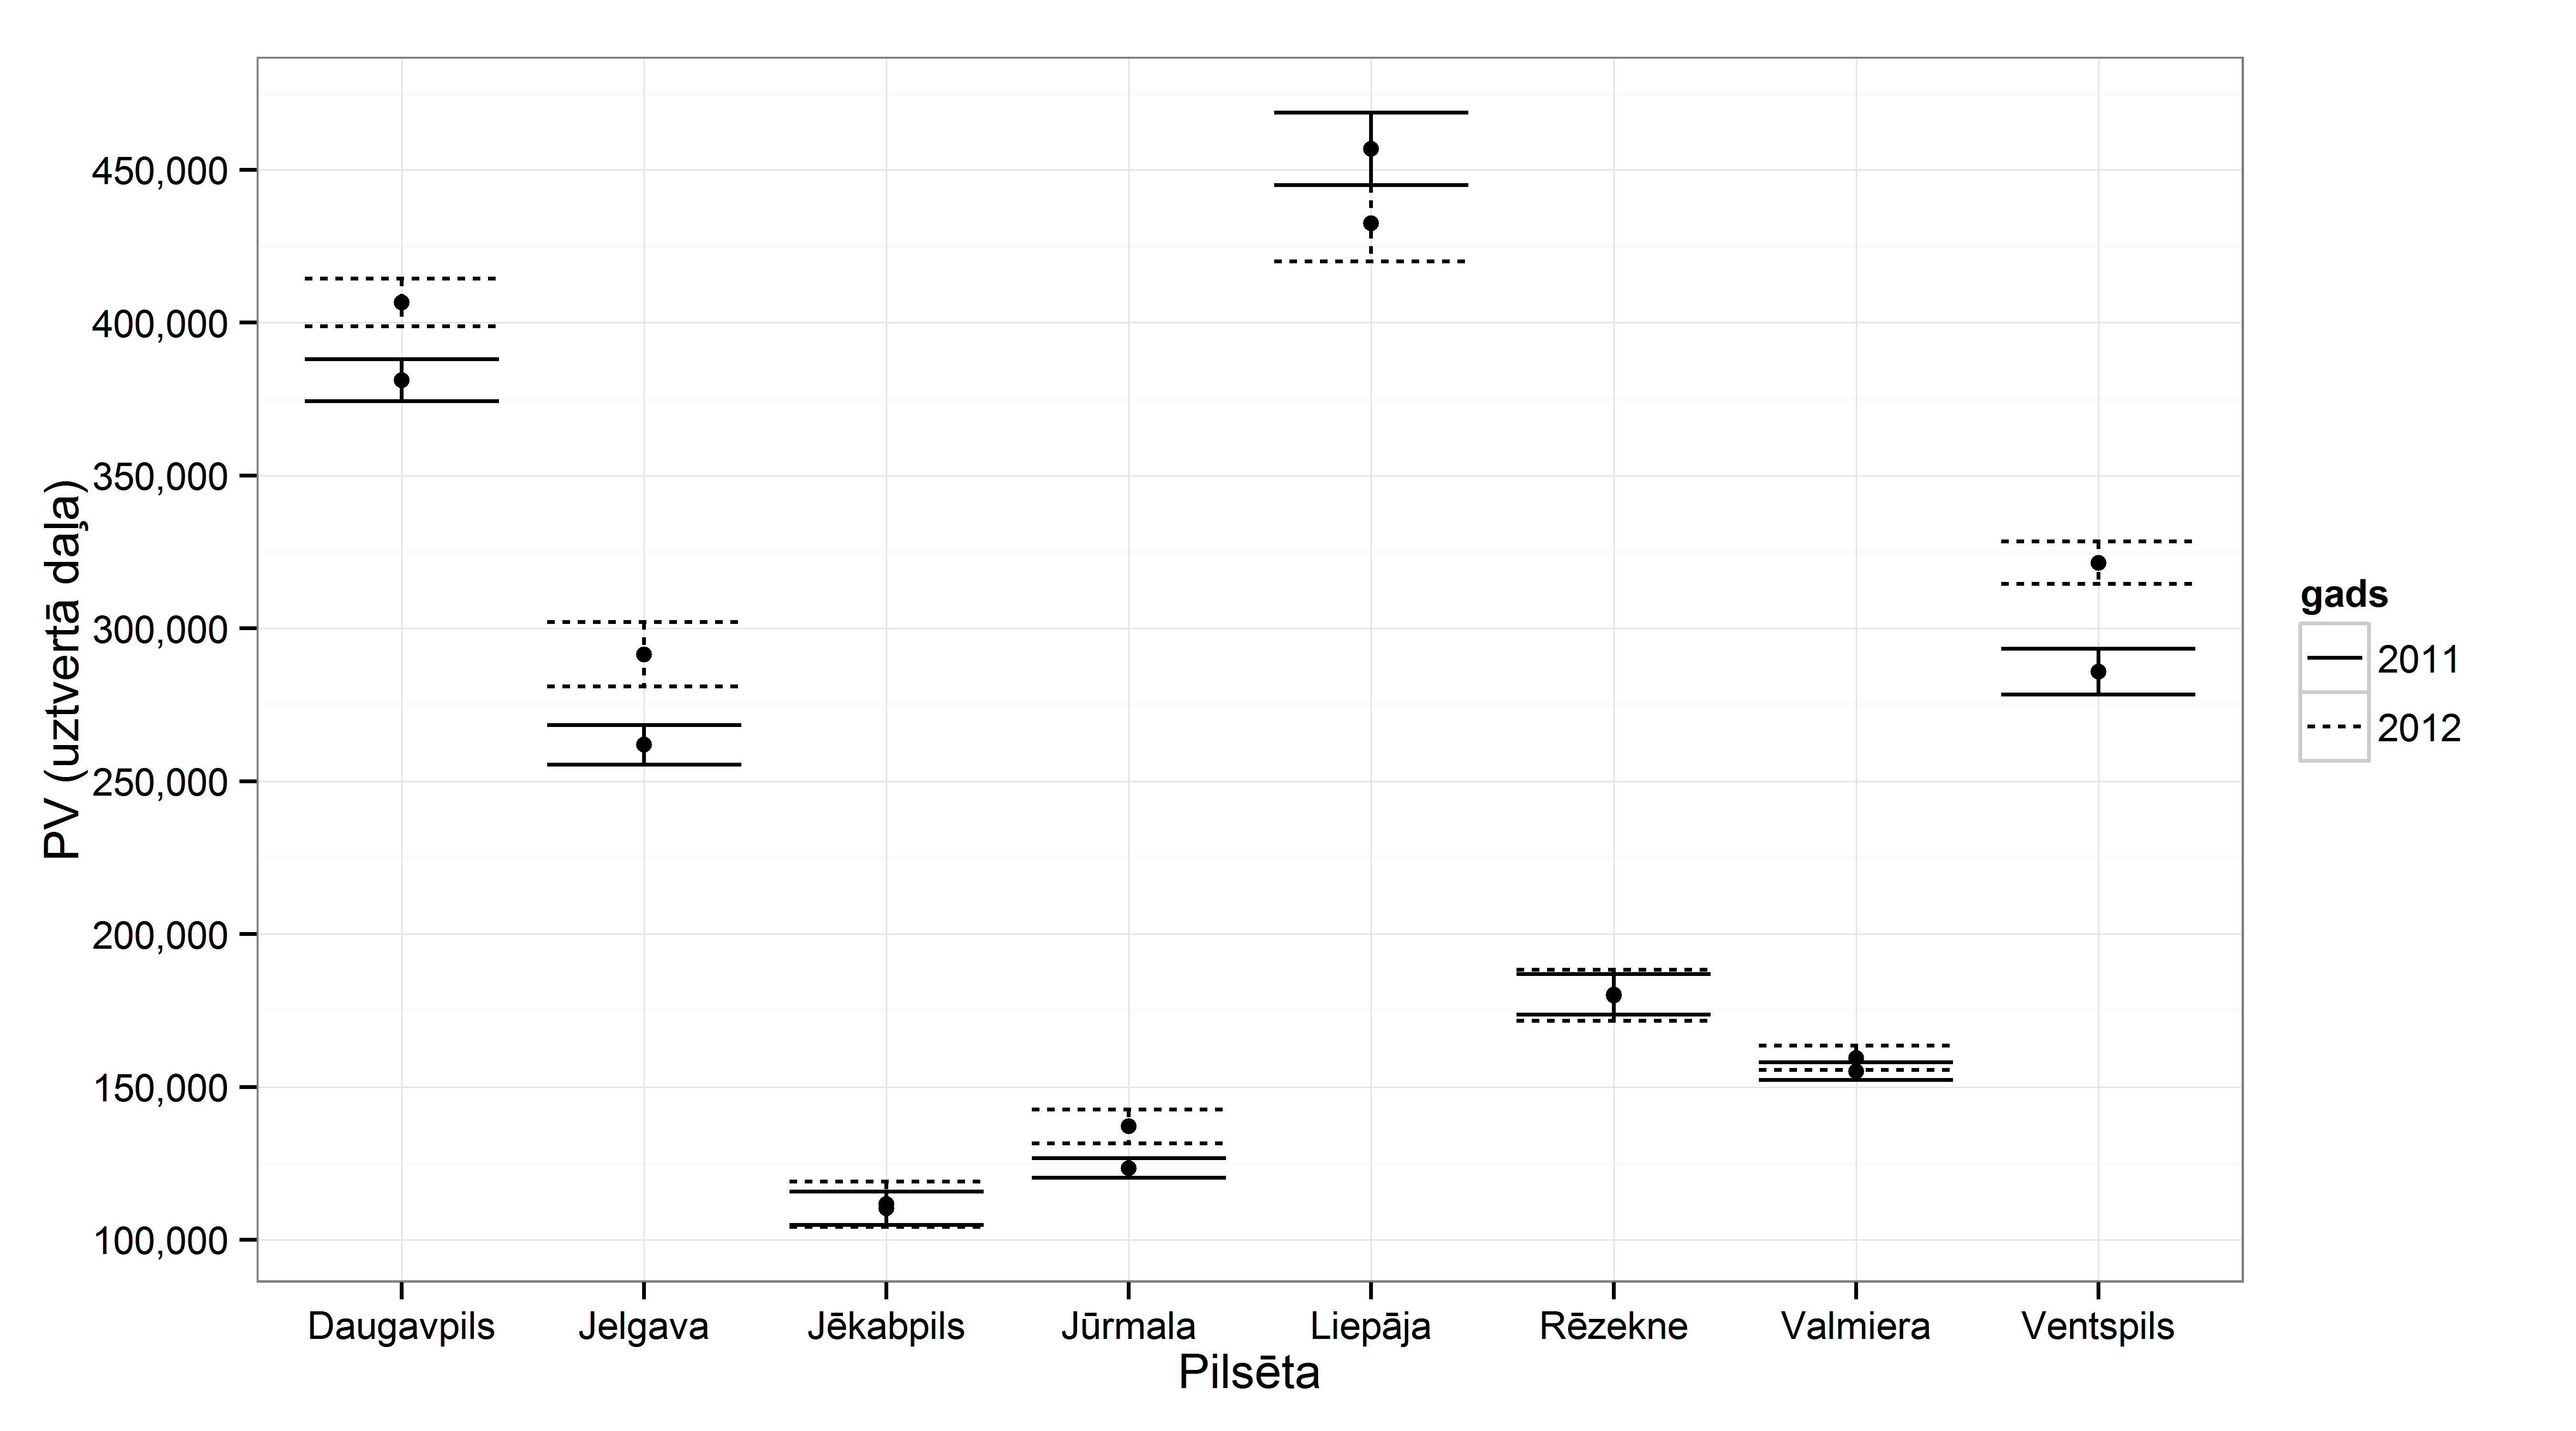 PV (uztvertā daļa)
450,000
400,000
350,000
300,000
250,000
200,000
150,000
100,000
Daugavpils Jelgava Jēkabpils Jūrmala Liepāja Rēzekne Valmiera Ventspils
Pilsēta
gads
2011
2012